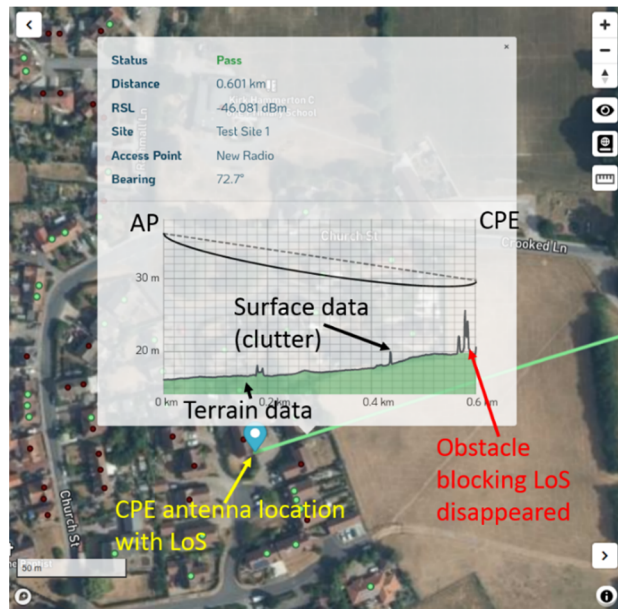 Status Pass
Distance 0.601 km
RSL -46.081 dBm
Site Test Site 1
Access Point New Radio
Bearing 72.7°
AP
CPE
Church St
Crooked Ln
30 m
Surface data
(clutter)
20 m
0 km 0.2 km 0.4 km 0.6 km
Terrain data
Obstacle
blocking LoS
disappeared
CPE antenna location
with LoS
Church St
50 m